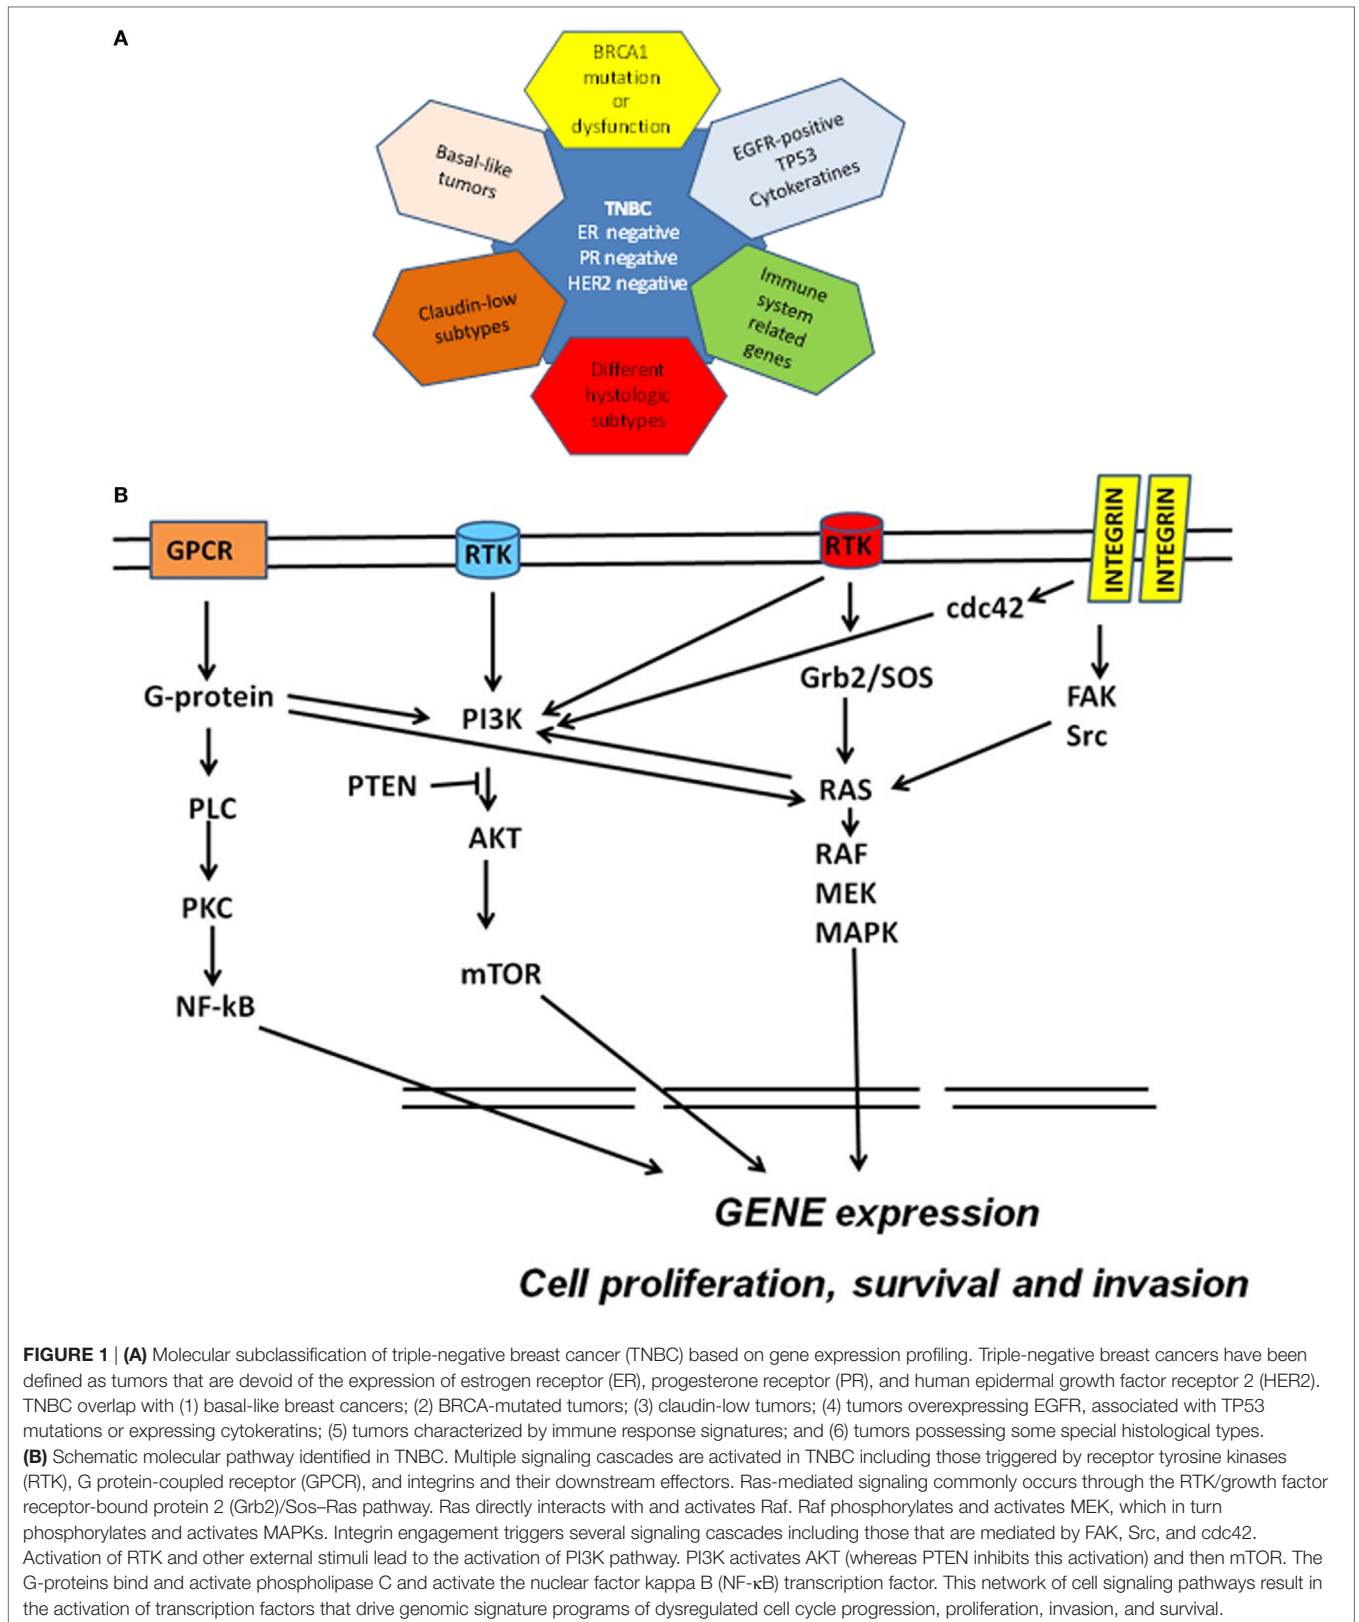 A
BRCA1
mutation
or
dysfunction
Basal-like
tumors
EGFR-positive
TP53
Cytokeratines
TNBC
ER negative
PR negative
HER2 negative
Claudin-low
subtypes
Immune
system
related
genes
Different
hystologic
subtypes
B
GPCR
RTK
RTK
INTEGRIN
INTEGRIN
cdc42
G-protein
PI3K
Grb2/SOS
FAK
Src
PTEN
RAS
PLC
AKT
RAF
MEK
MAPK
PKC
mTOR
NF-kB
GENE expression
Cell proliferation, survival and invasion
FIGURE 1 | (A) Molecular subclassification of triple-negative breast cancer (TNBC) based on gene expression profiling. Triple-negative breast cancers have been
defined as tumors that are devoid of the expression of estrogen receptor (ER), progesterone receptor (PR), and human epidermal growth factor receptor 2 (HER2).
TNBC overlap with (1) basal-like breast cancers; (2) BRCA-mutated tumors; (3) claudin-low tumors; (4) tumors overexpressing EGFR, associated with TP53
mutations or expressing cytokeratins; (5) tumors characterized by immune response signatures; and (6) tumors possessing some special histological types.
(B) Schematic molecular pathway identified in TNBC. Multiple signaling cascades are activated in TNBC including those triggered by receptor tyrosine kinases
(RTK), G protein-coupled receptor (GPCR), and integrins and their downstream effectors. Ras-mediated signaling commonly occurs through the RTK/growth factor
receptor-bound protein 2 (Grb2)/Sos–Ras pathway. Ras directly interacts with and activates Raf. Raf phosphorylates and activates MEK, which in turn
phosphorylates and activates MAPKs. Integrin engagement triggers several signaling cascades including those that are mediated by FAK, Src, and cdc42.
Activation of RTK and other external stimuli lead to the activation of PI3K pathway. PI3K activates AKT (whereas PTEN inhibits this activation) and then mTOR. The
G-proteins bind and activate phospholipase C and activate the nuclear factor kappa B (NF-κB) transcription factor. This network of cell signaling pathways result in
the activation of transcription factors that drive genomic signature programs of dysregulated cell cycle progression, proliferation, invasion, and survival.